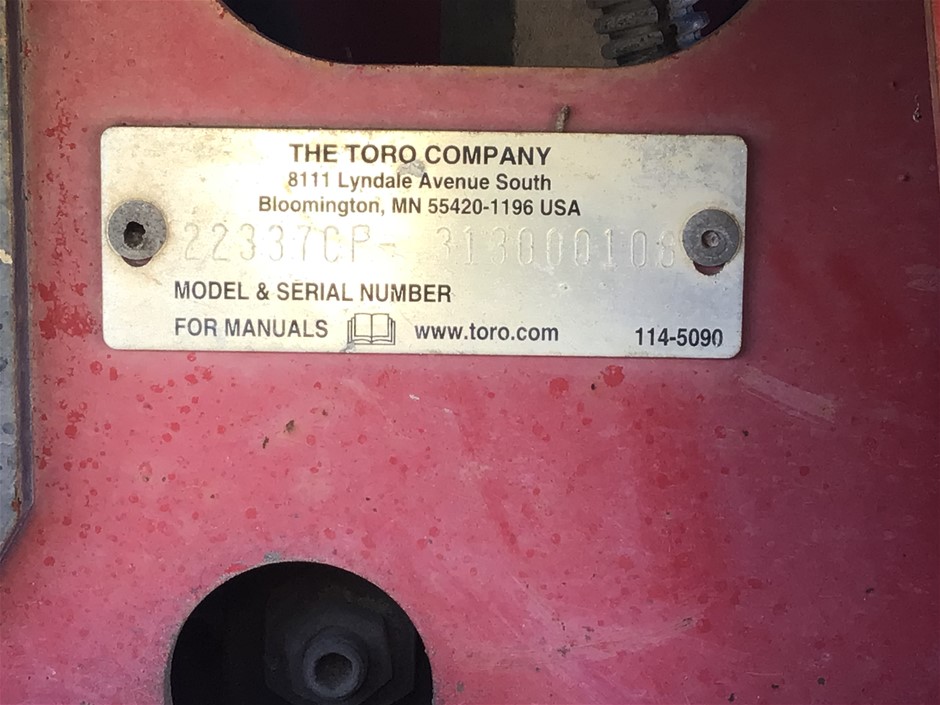 THE TORO COMPANY
8111 Lyndale Avenue South
Bloomington, MN 55420-1196 USA
22337CP-
MODEL & SERIAL NUMBER
FOR MANUALS www.toro.com 114-5090